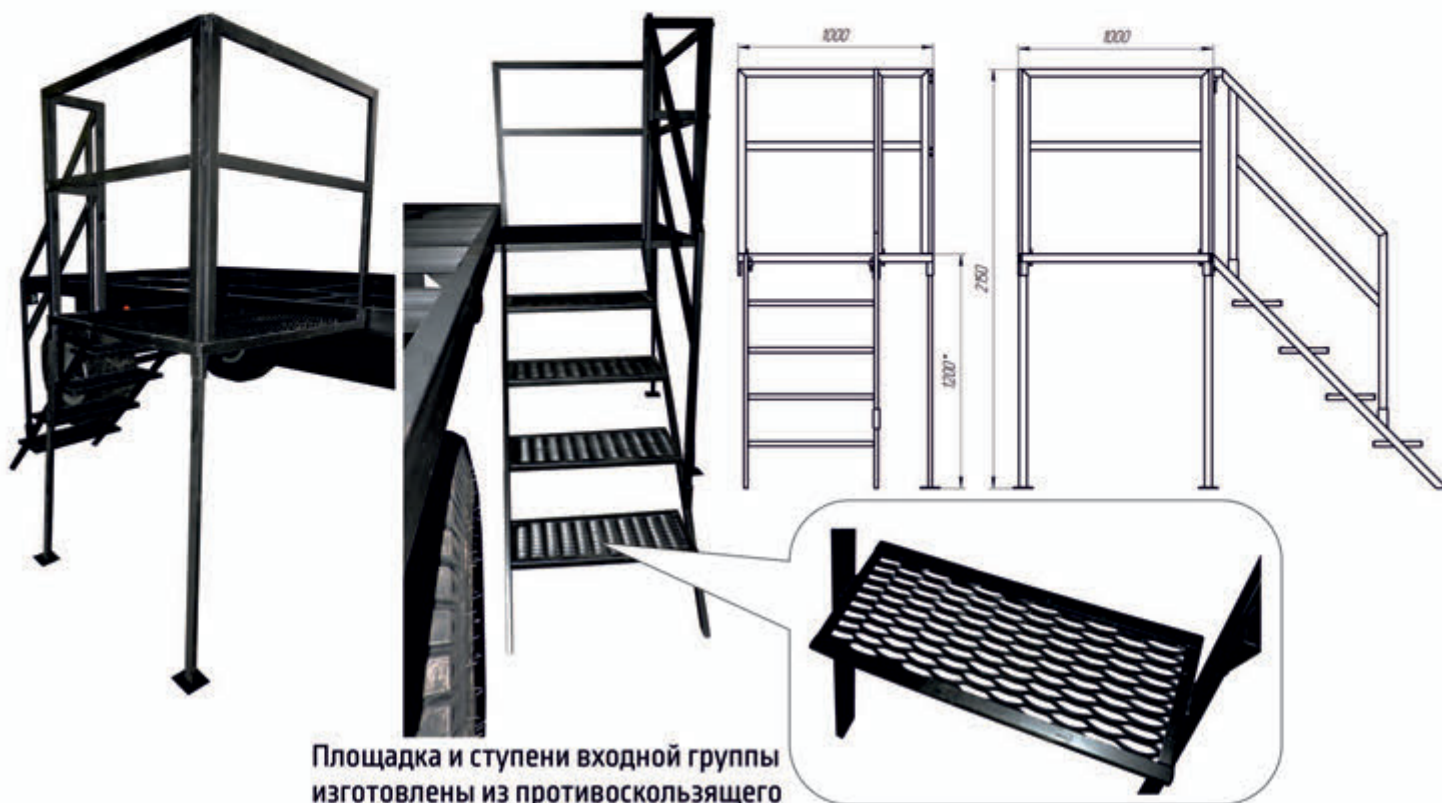 1000
1000
2150
1200*
Площадка и ступени входной группы
изготовлены из противоскользящего